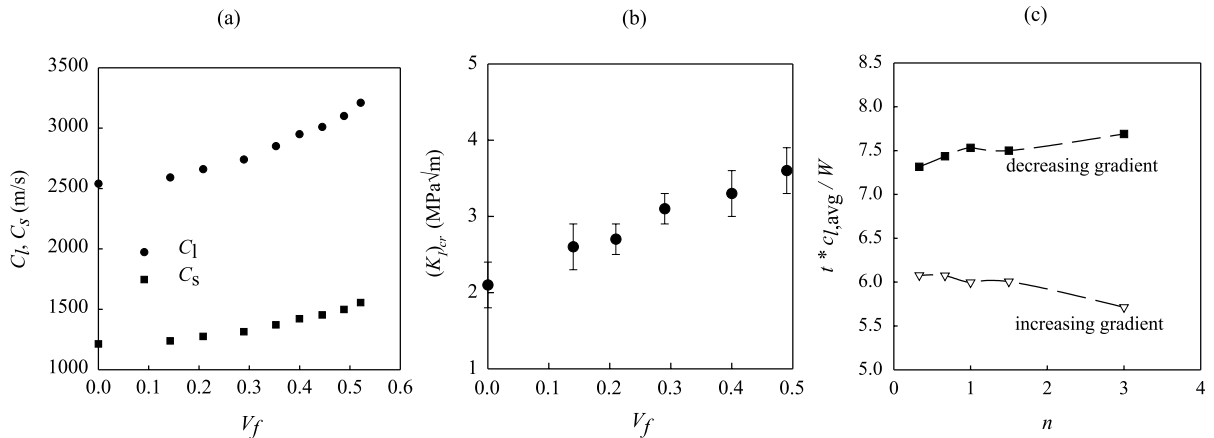 (a)
3500
3000
2500
2000
1500
1000
C_l, C_s (m/s)
C_l
C_s
0.0 0.1 0.2 0.3 0.4 0.5 0.6
V_f
(b)
5
4
3
2
1
(K_I)_cr (MPa√m)
0.0 0.1 0.2 0.3 0.4 0.5
V_f
(c)
8.5
8.0
7.5
7.0
6.5
6.0
5.5
5.0
t * c_l,avg / W
decreasing gradient
increasing gradient
0 1 2 3 4
n